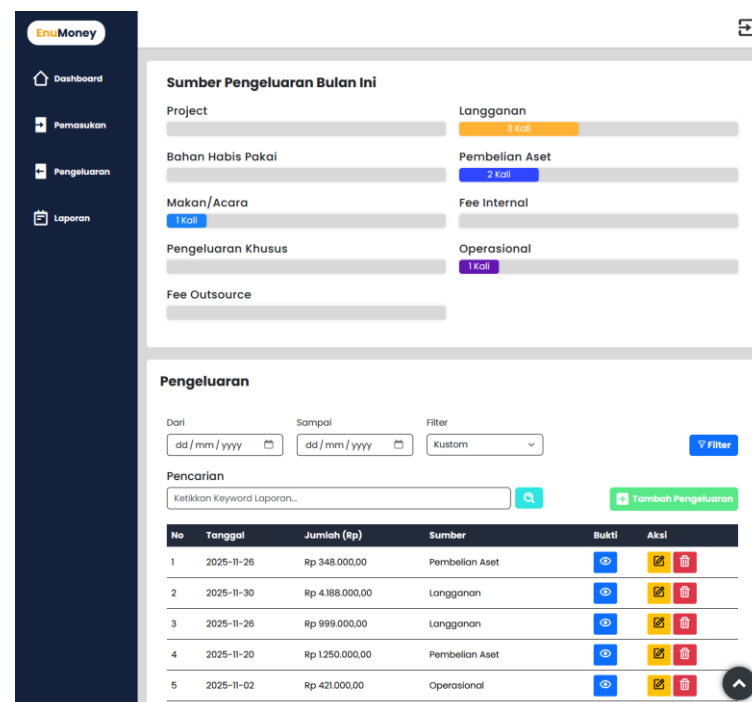 EnuMoney
Dashboard
Pemasukan
Pengeluaran
Laporan
Sumber Pengeluaran Bulan Ini
Project
Langganan
3 Kali
Bahan Habis Pakai
Pembelian Aset
2 Kali
Makan/Acara
1 Kali
Fee Internal
Pengeluaran Khusus
Operasional
1 Kali
Fee Outsource
Pengeluaran
Dari Sampai Filter
dd/mm/yyyy dd/mm/yyyy Kustom Filter
Pencarian
Ketikkan Keyword Laporan... Tambah Pengeluaran
No Tanggal Jumlah (Rp) Sumber Bukti Aksi
1 2025-11-26 Rp 348.000,00 Pembelian Aset
2 2025-11-30 Rp 4.188.000,00 Langganan
3 2025-11-26 Rp 999.000,00 Langganan
4 2025-11-20 Rp 1.250.000,00 Pembelian Aset
5 2025-11-02 Rp 421.000,00 Operasional